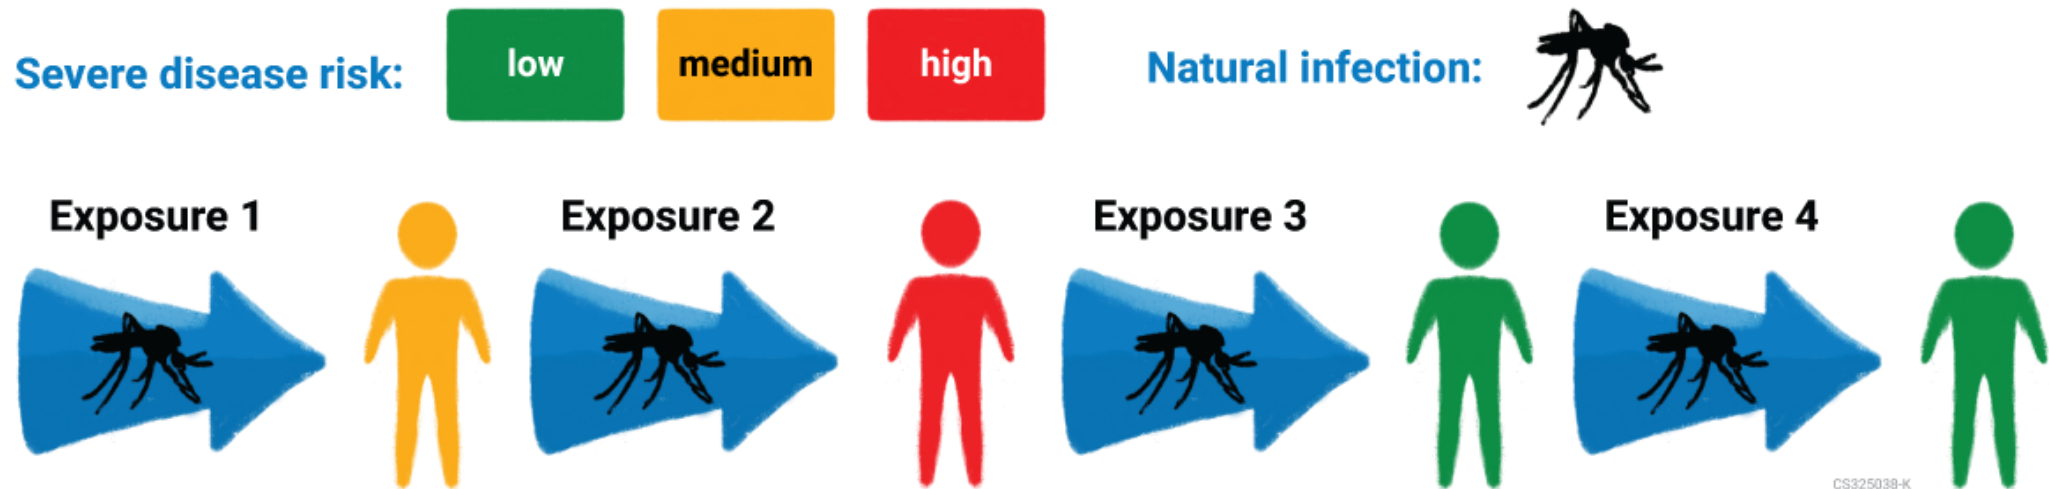 Severe disease risk: low medium high Natural infection:
Exposure 1 Exposure 2 Exposure 3 Exposure 4
CS325038-K